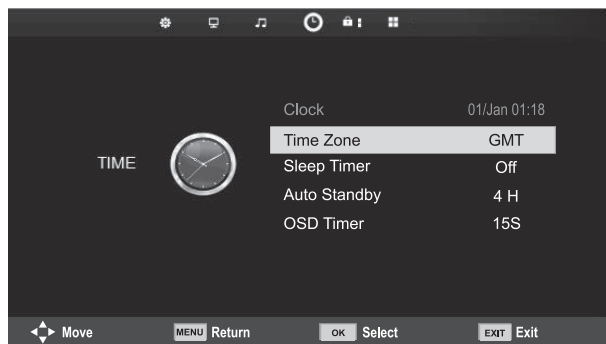 Clock 01/Jan 01:18
Time Zone GMT
TIME
Sleep Timer Off
Auto Standby 4 H
OSD Timer 15S
Move MENU Return OK Select EXIT Exit